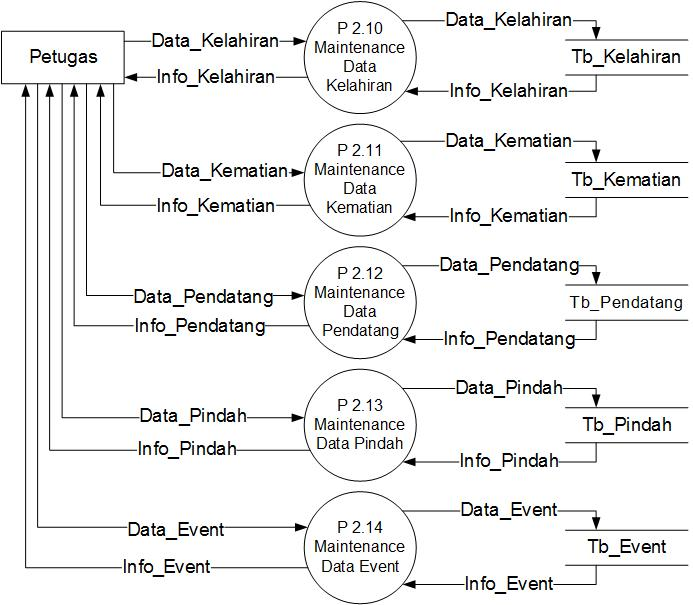 Petugas
Data_Kelahiran
Info_Kelahiran
P 2.10
Maintenance
Data
Kelahiran
Data_Kelahiran
Tb_Kelahiran
Info_Kelahiran
Data_Kematian
Info_Kematian
P 2.11
Maintenance
Data
Kematian
Data_Kematian
Tb_Kematian
Info_Kematian
Data_Pendatang
Info_Pendatang
P 2.12
Maintenance
Data
Pendatang
Data_Pendatang
Tb_Pendatang
Info_Pendatang
Data_Pindah
Info_Pindah
P 2.13
Maintenance
Data Pindah
Data_Pindah
Tb_Pindah
Info_Pindah
Data_Event
Info_Event
P 2.14
Maintenance
Data Event
Data_Event
Tb_Event
Info_Event